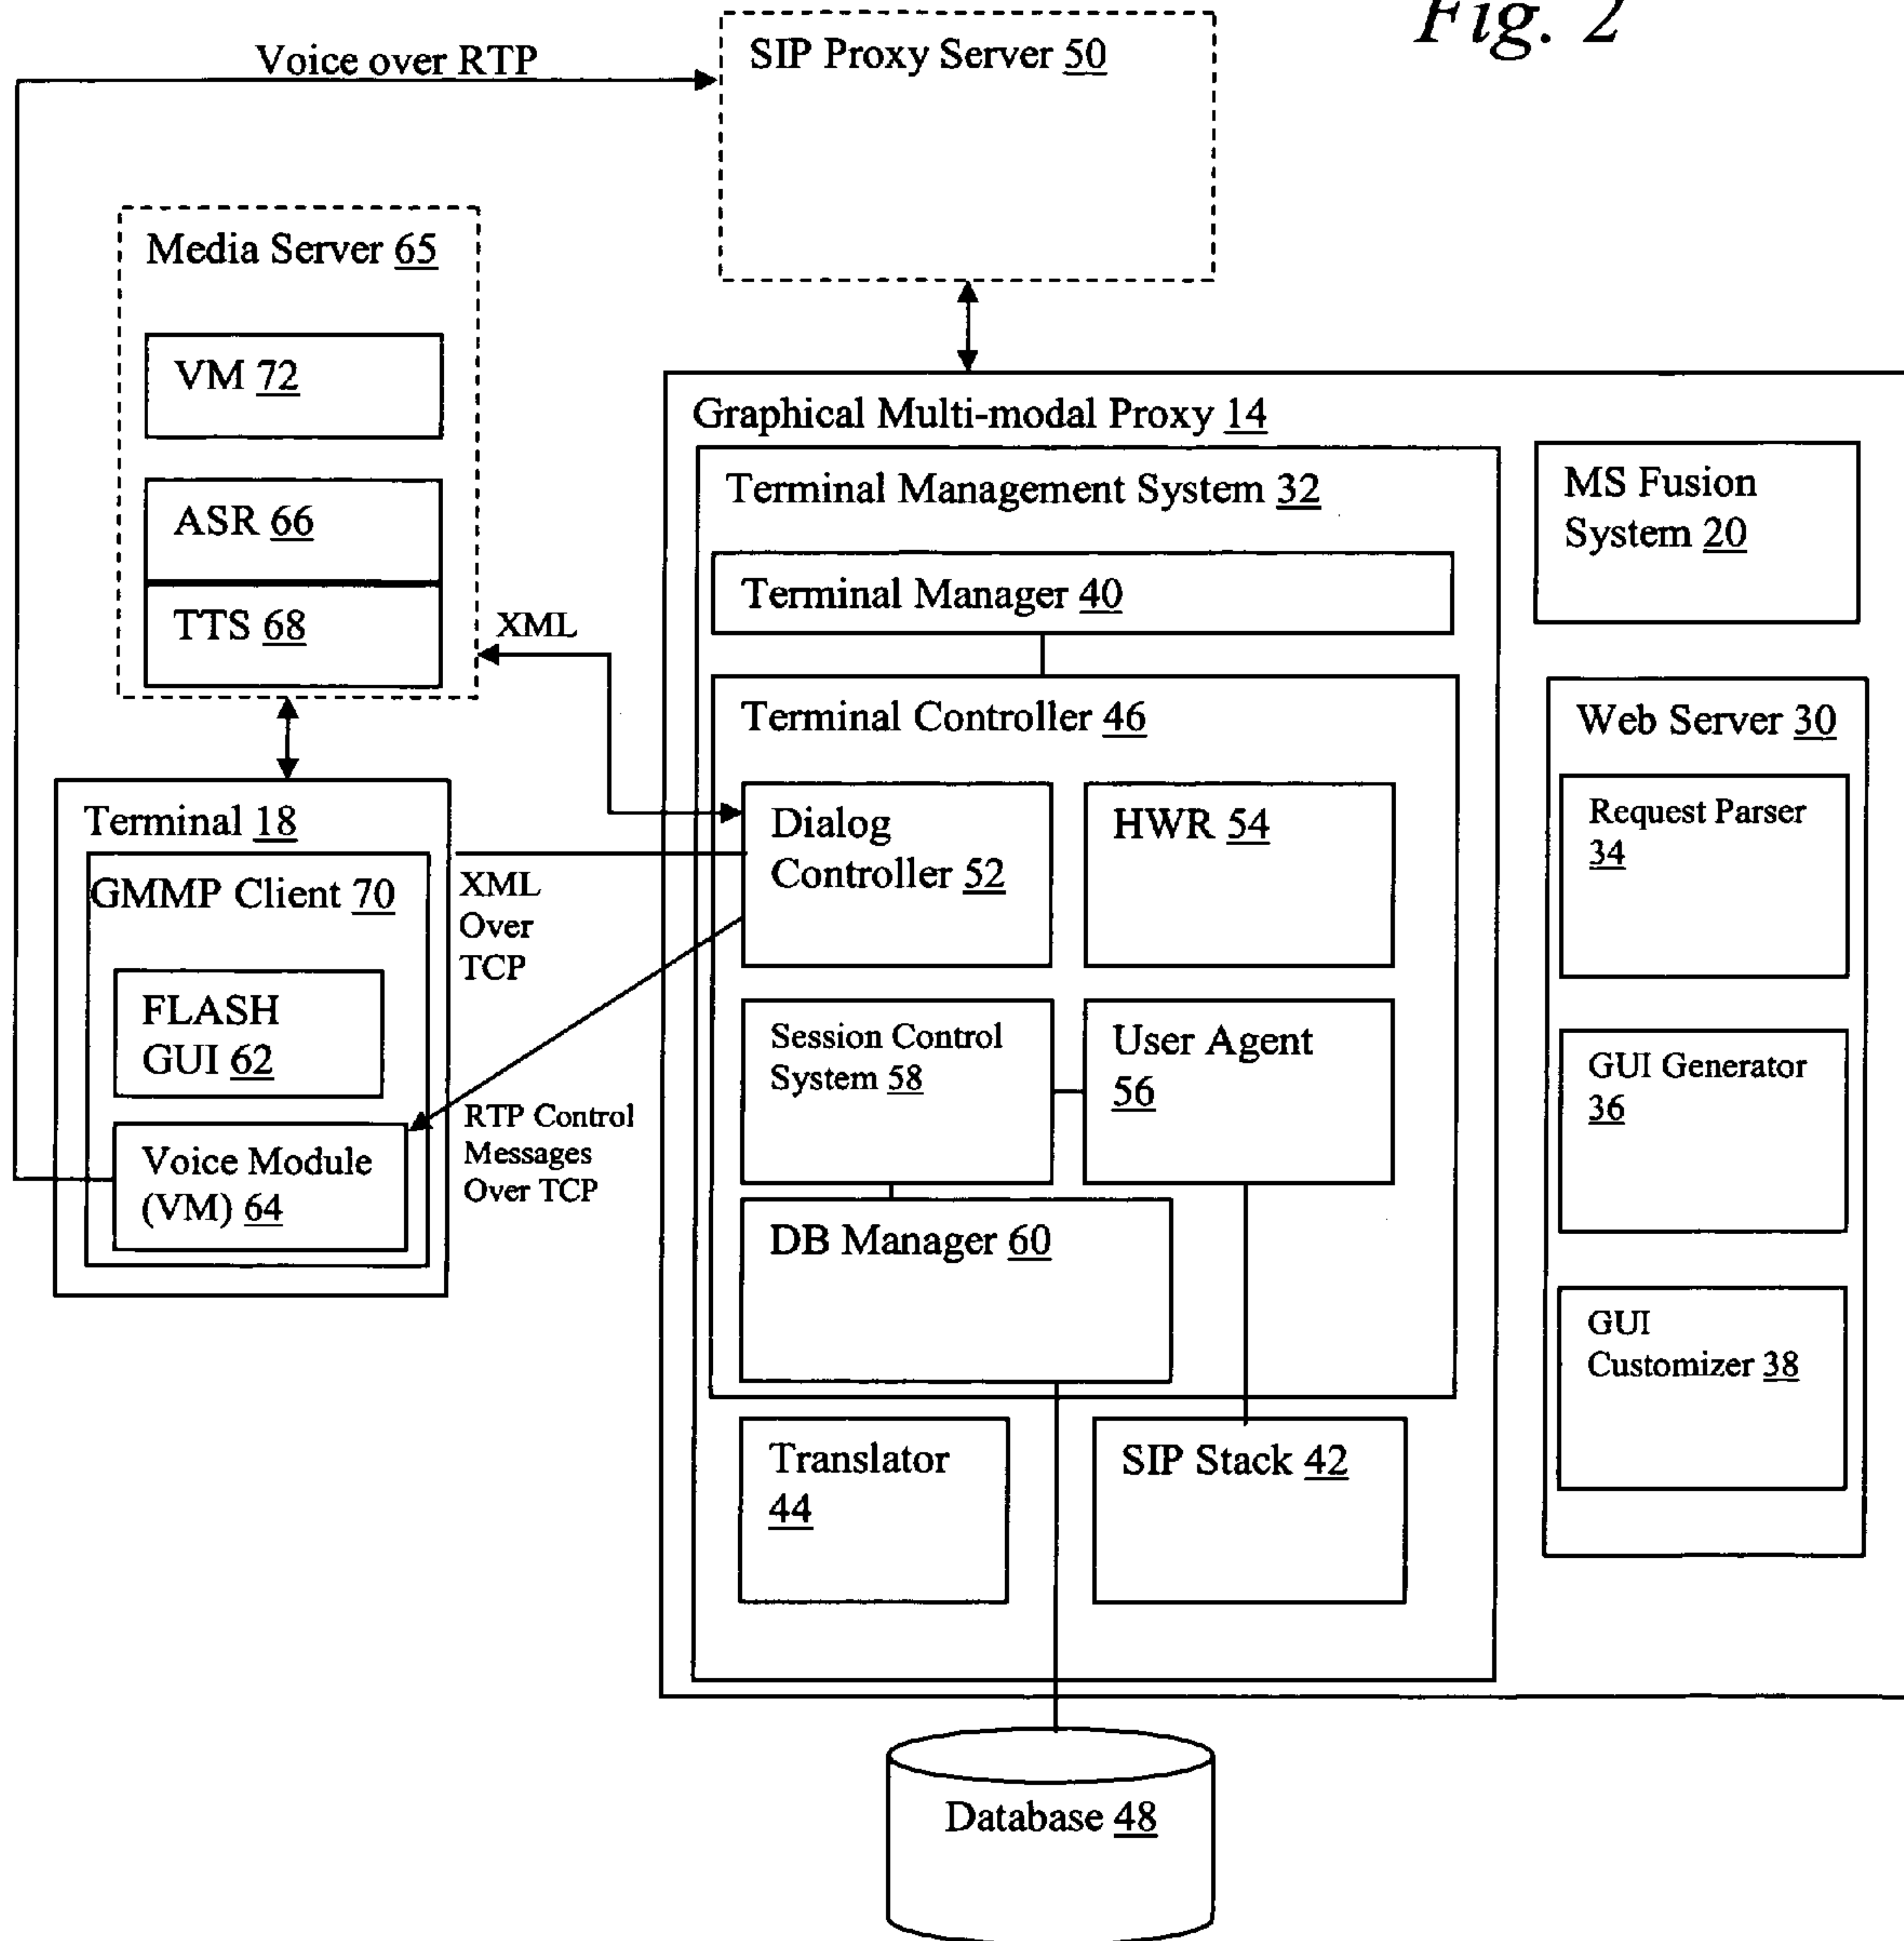 Fig. 2
Voice over RTP
SIP Proxy Server 50
Media Server 65
VM 72
ASR 66
TTS 68
XML
Graphical Multi-modal Proxy 14
Terminal Management System 32
Terminal Manager 40
Terminal Controller 46
Dialog
Controller 52
HWR 54
Session Control
System 58
User Agent
56
DB Manager 60
Translator
44
SIP Stack 42
MS Fusion
System 20
Web Server 30
Request Parser
34
GUI Generator
36
GUI
Customizer 38
Terminal 18
GMMP Client 70
FLASH
GUI 62
Voice Module
(VM) 64
XML
Over
TCP
RTP Control
Messages
Over TCP
Database 48